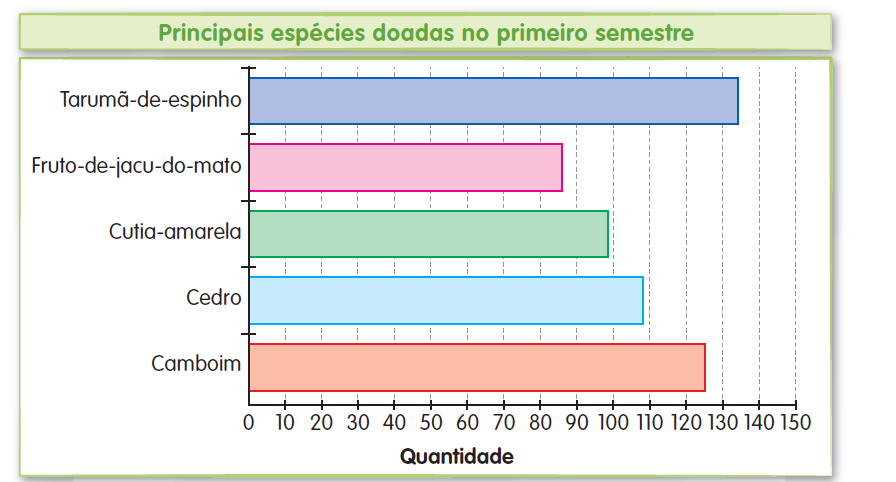 Principais espécies doadas no primeiro semestre
Tarumã-de-espinho
Fruto-de-jacu-do-mato
Cutia-amarela
Cedro
Camboim
0 10 20 30 40 50 60 70 80 90 100 110 120 130 140 150
Quantidade